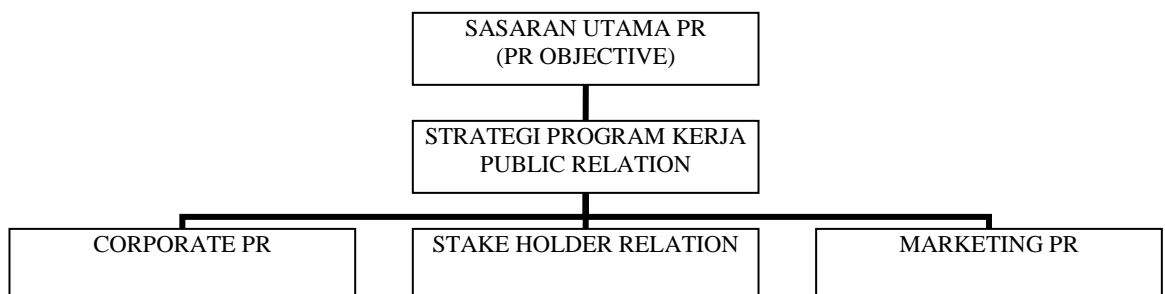 SASARAN UTAMA PR
(PR OBJECTIVE)
STRATEGI PROGRAM KERJA
PUBLIC RELATION
CORPORATE PR
STAKE HOLDER RELATION
MARKETING PR